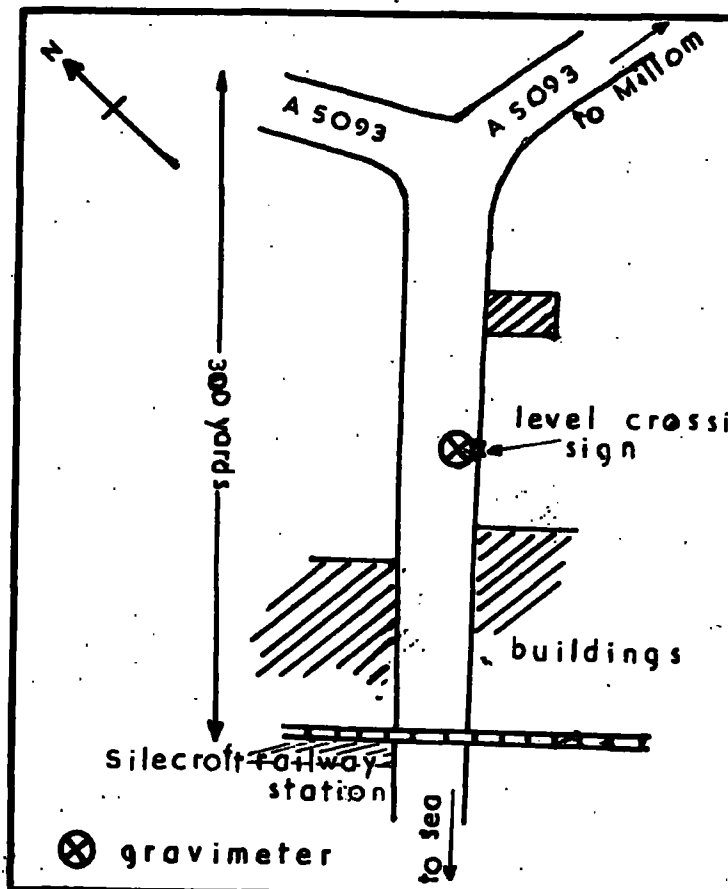 N
A 5093
A 5093
to Millom
300 yards
level crossi
sign
buildings
Silecroft railway
station
to sea
gravimeter